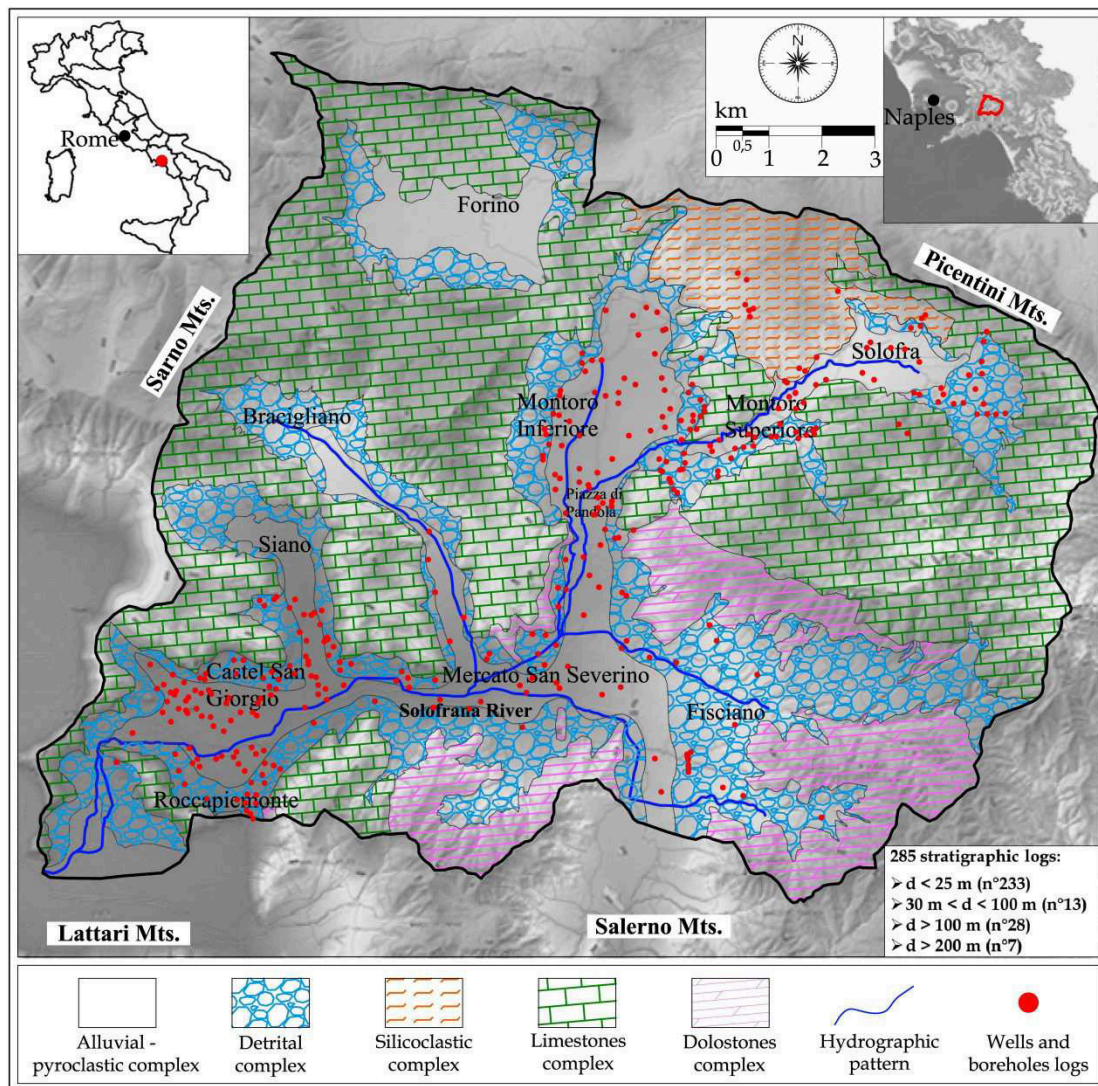 Rome
N
km
0 0,5 1 2 3
Naples
Forino
Sarno Mts.
Picentini Mts.
Solofra
Bracigliano
Montoro
Inferiore
Montoro
Superiore
Piazza di
Pandola
Siano
Castel San
Giorgio
Mercato San Severino
Solofrana River
Fisciano
Roccapiemonte
Lattari Mts.
Salerno Mts.
285 stratigraphic logs:
➢ d < 25 m (n°233)
➢ 30 m < d < 100 m (n°13)
➢ d > 100 m (n°28)
➢ d > 200 m (n°7)
Alluvial -
pyroclastic complex
Detrital
complex
Silicoclastic
complex
Limestones
complex
Dolostones
complex
Hydrographic
pattern
Wells and
boreholes logs